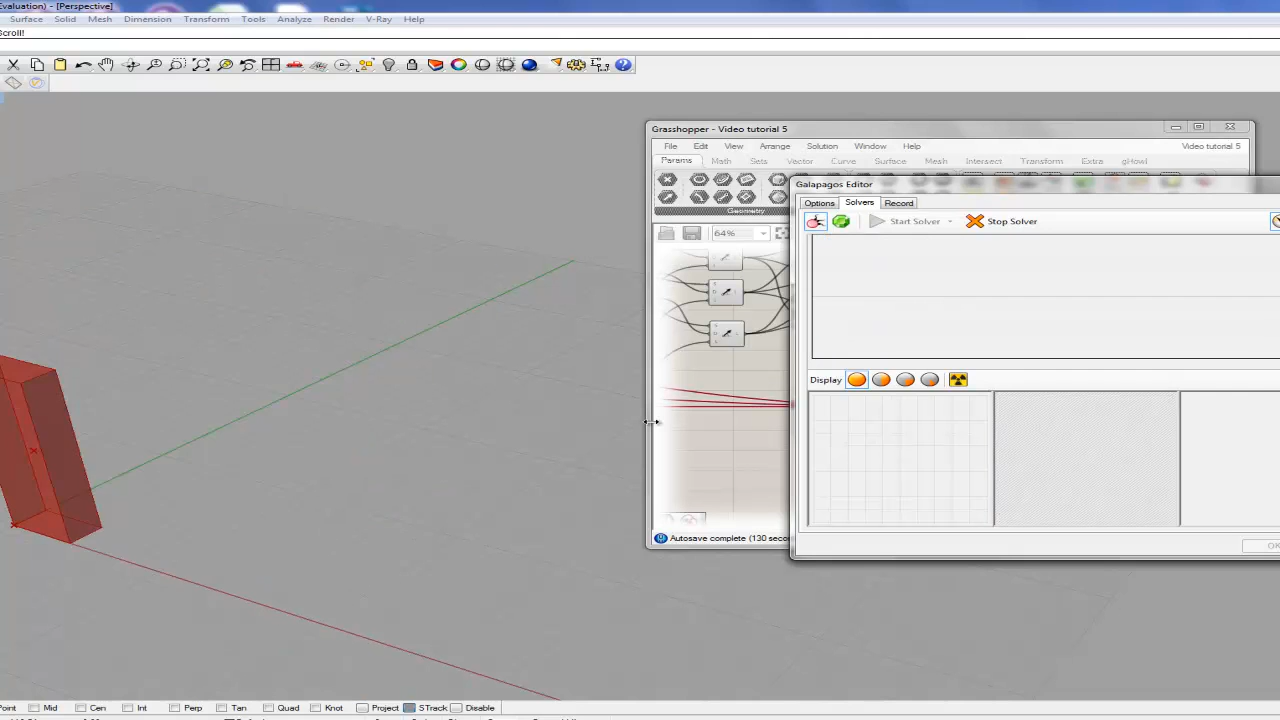 Evaluation) - [Perspective]
Surface Solid Mesh Dimension Transform Tools Analyze Render V-Ray Help
Scroll!
Grasshopper - Video tutorial 5
File Edit View Arrange Solution Window Help Video tutorial 5
Params Math Sets Vector Curve Surface Mesh Intersect Transform Extra gHowl
Geometry
64%
Galapagos Editor
Options Solvers Record
Start Solver Stop Solver
Display
Autosave complete (130 seco
OK
Point Mid Cen Int Perp Tan Quad Knot Project STrack Disable